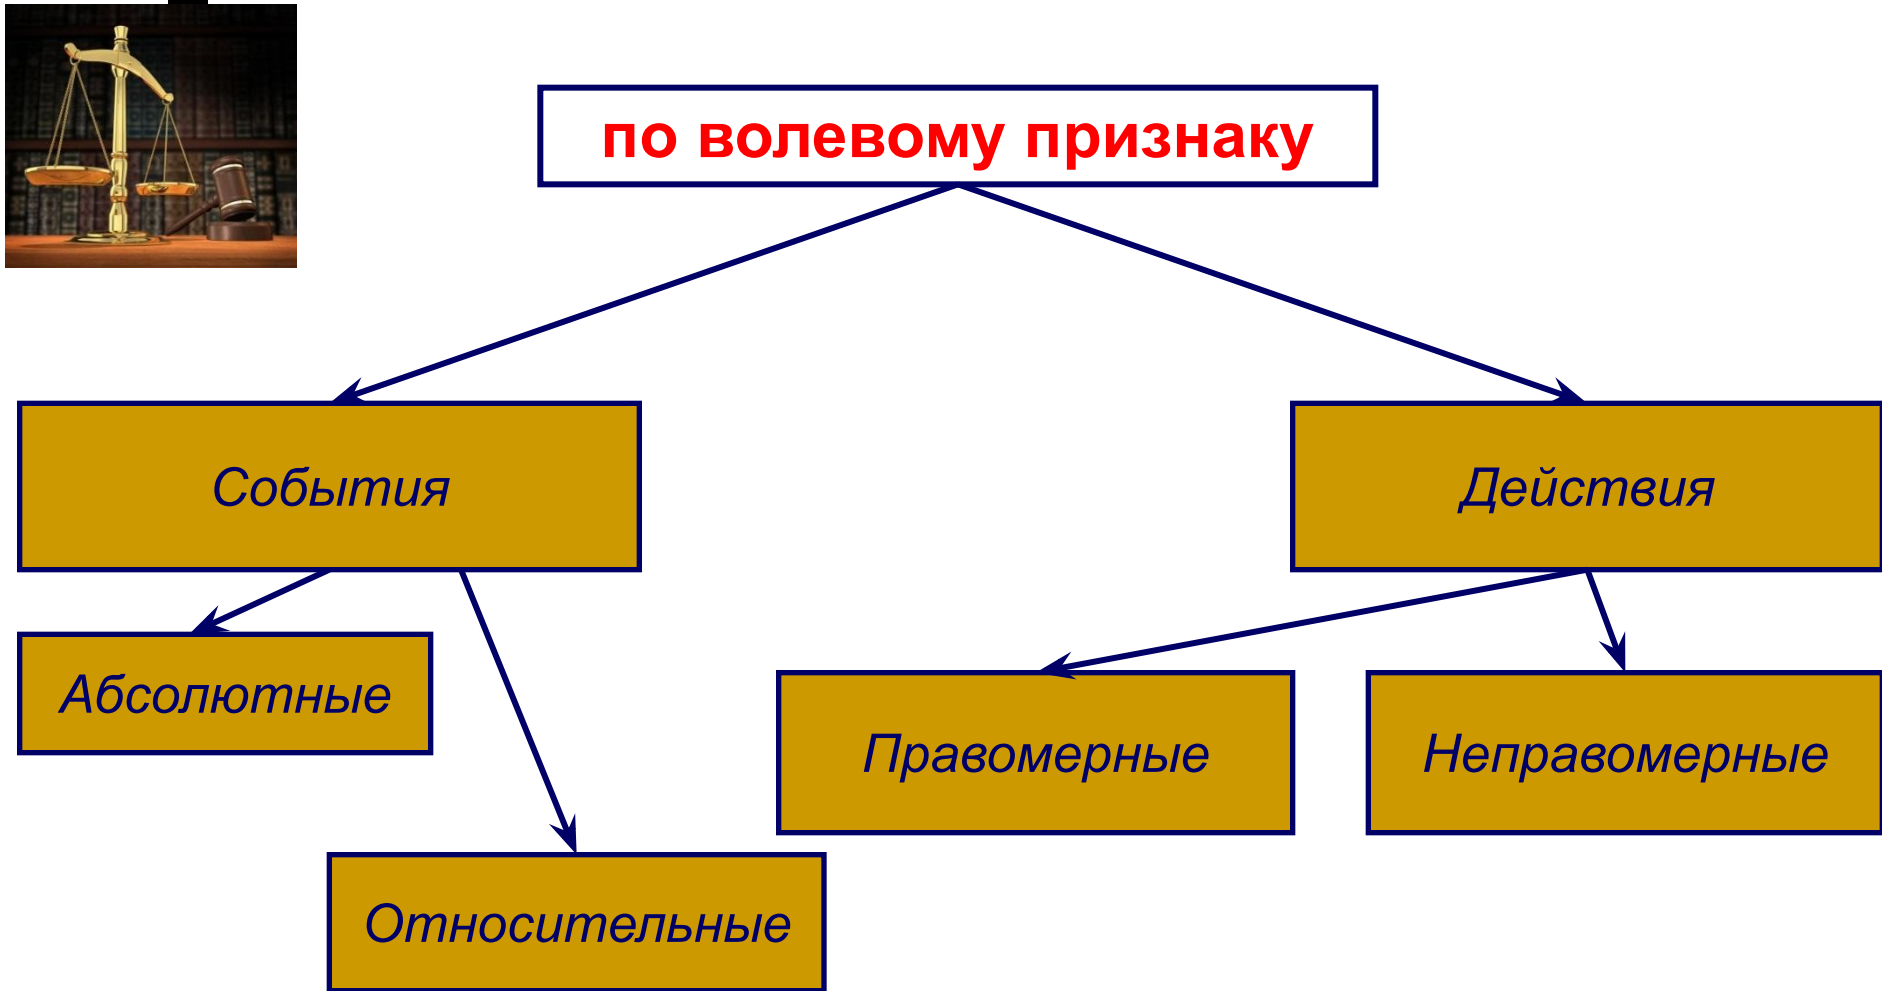 по волевому признаку
События
Действия
Абсолютные
Правомерные
Неправомерные
Относительные